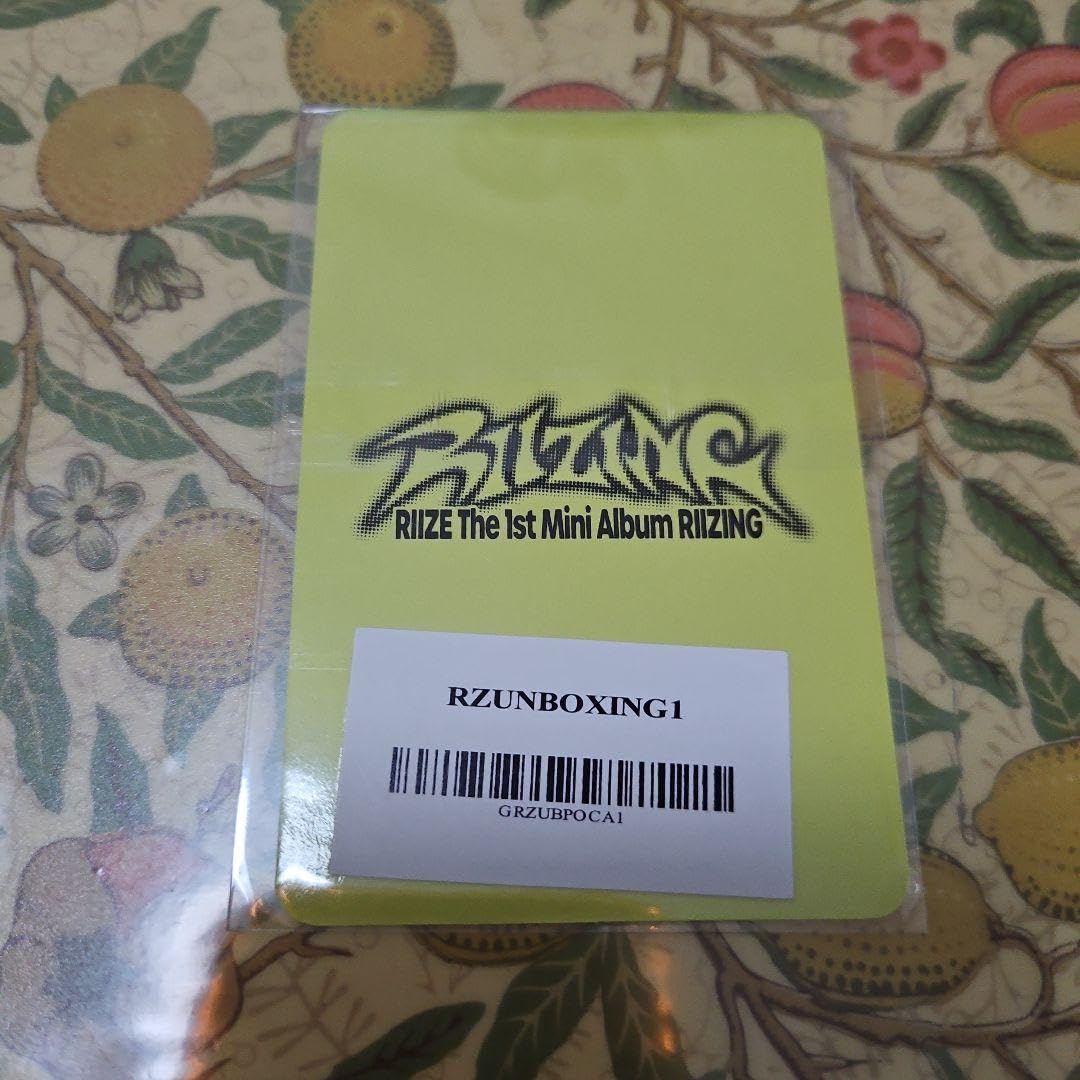 RIIZING
RIIZE The 1st Mini Album RIIZING
RZUNBOXING1
GRZUBPOCA1